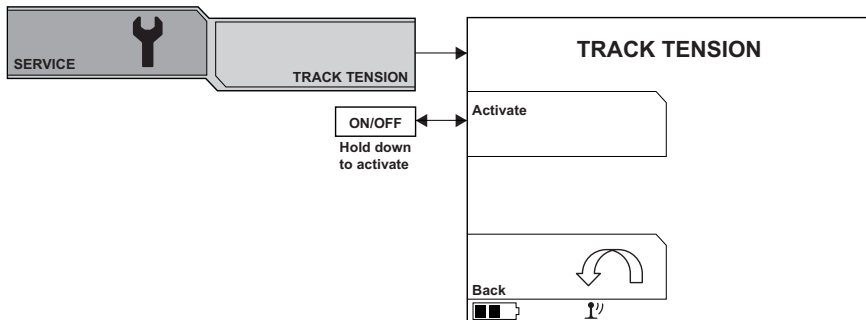 SERVICE
TRACK TENSION
TRACK TENSION
ON/OFF
Hold down
to activate
Activate
Back